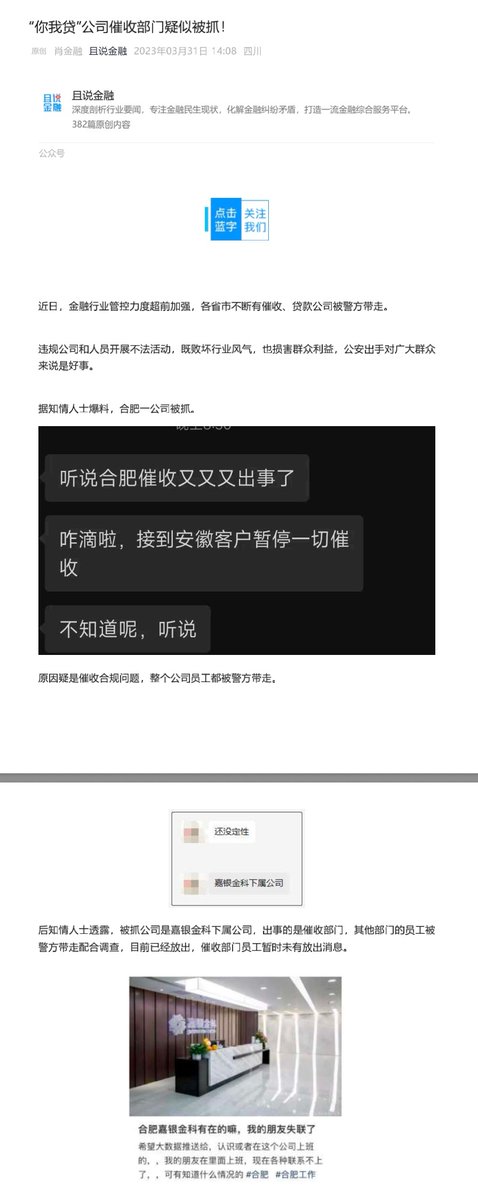 “你我贷”公司催收部门疑似被抓！
原创 肖金融 且说金融 2023年03月31日 14:08 四川
且说
金融
且说金融
深度剖析行业要闻，专注金融民生现状，化解金融纠纷矛盾，打造一流金融综合服务平台。
382篇原创内容
公众号
点击
蓝字
关注
我们
近日，金融行业管控力度超前加强，各省市不断有催收、贷款公司被警方带走。
违规公司和人员开展不法活动，既败坏行业风气，也损害群众利益，公安出手对广大群众
来说是好事。
据知情人士爆料，合肥一公司被抓。
听说合肥催收又又又出事了
咋滴啦，接到安徽客户暂停一切催
收
不知道呢，听说
原因疑是催收合规问题，整个公司员工都被警方带走。
还没定性
嘉银金科下属公司
后知情人士透露，被抓公司是嘉银金科下属公司，出事的是催收部门，其他部门的员工被
警方带走配合调查，目前已经放出，催收部门员工暂时未有放出消息。
嘉银金科
合肥嘉银金科有在的嘛，我的朋友失联了
希望大数据推送给，认识或者在这个公司上班
的，，我的朋友在里面上班，现在各种联系不上
了，，可有知道什么情况的 #合肥 #合肥工作